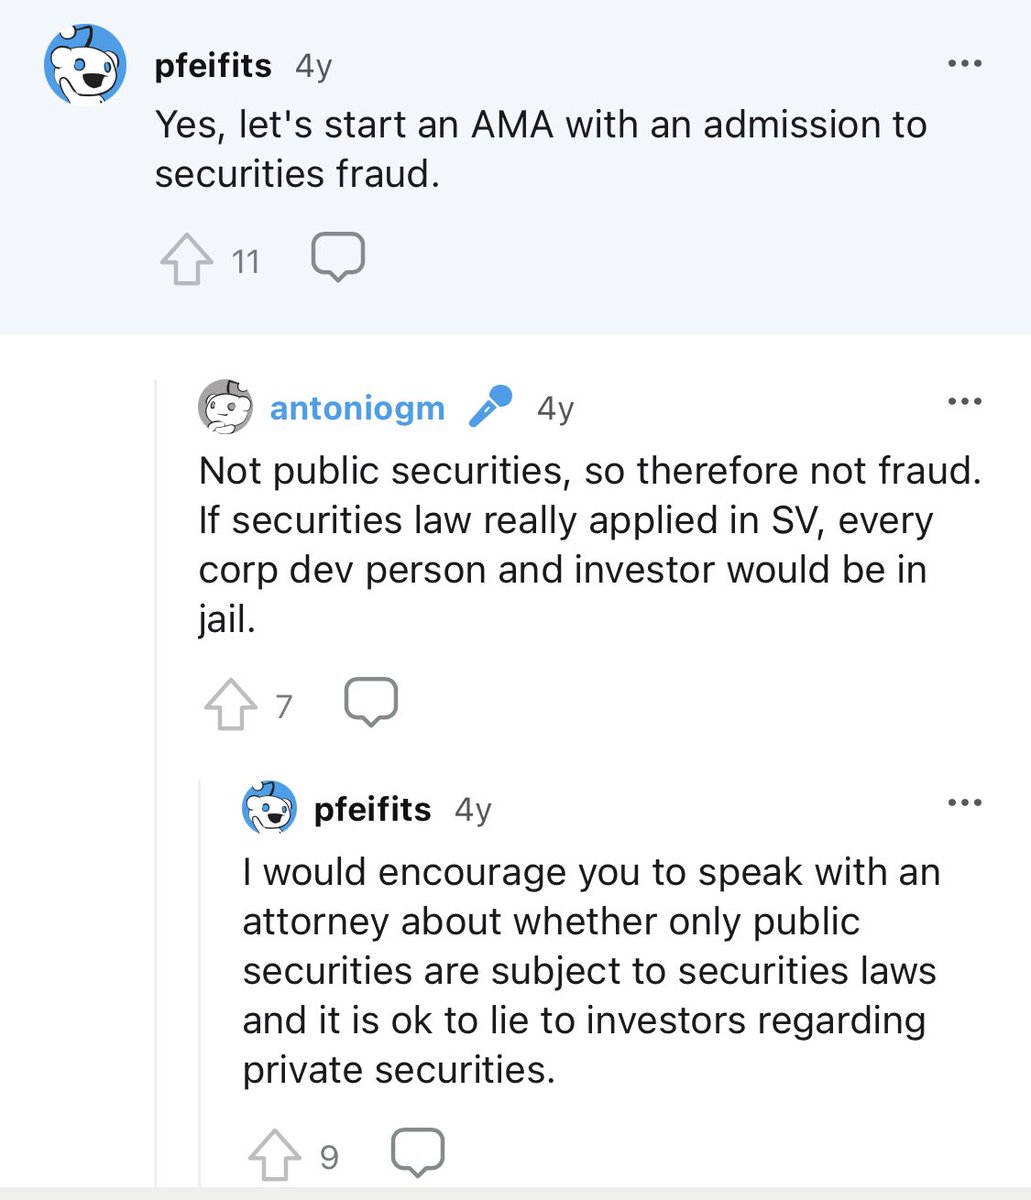 pfeifits 4y
Yes, let's start an AMA with an admission to
securities fraud.
11
antoniogm 4y
Not public securities, so therefore not fraud.
If securities law really applied in SV, every
corp dev person and investor would be in
jail.
7
pfeifits 4y
I would encourage you to speak with an
attorney about whether only public
securities are subject to securities laws
and it is ok to lie to investors regarding
private securities.
9